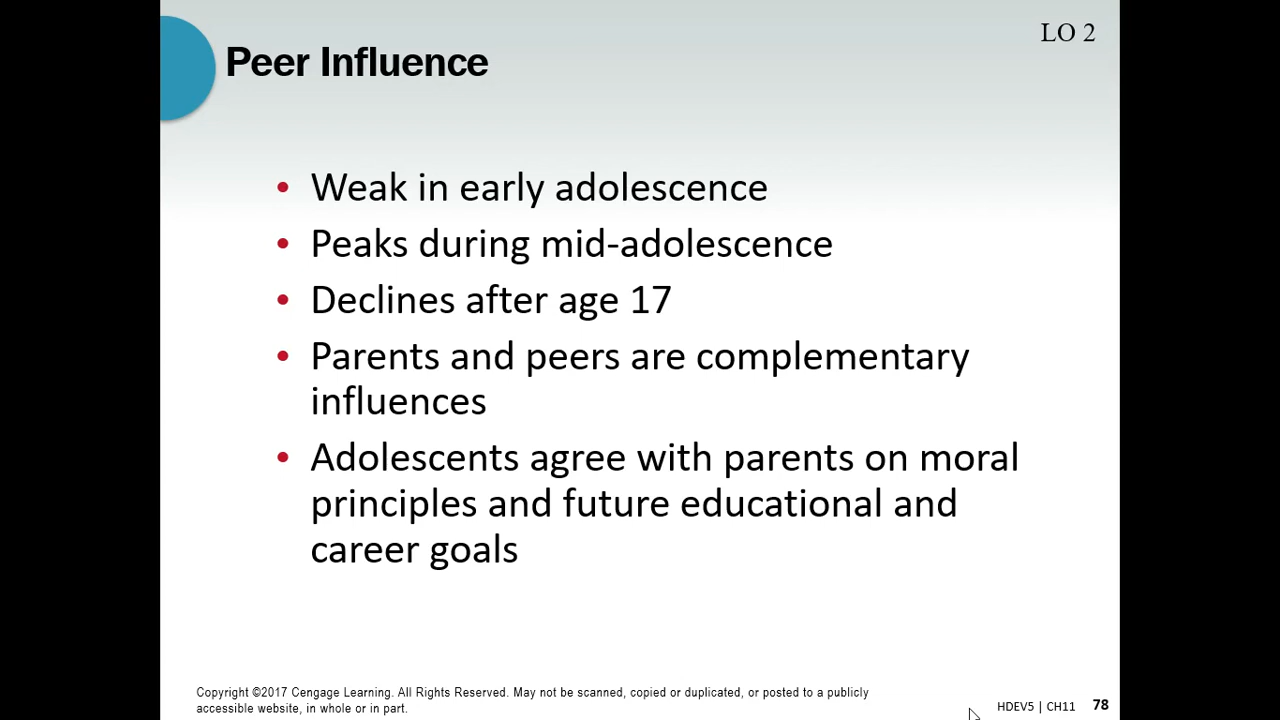 LO 2
Peer Influence
• Weak in early adolescence
• Peaks during mid-adolescence
• Declines after age 17
• Parents and peers are complementary
influences
• Adolescents agree with parents on moral
principles and future educational and
career goals
Copyright ©2017 Cengage Learning. All Rights Reserved. May not be scanned, copied or duplicated, or posted to a publicly
accessible website, in whole or in part.
HDEV5 | CH11 78